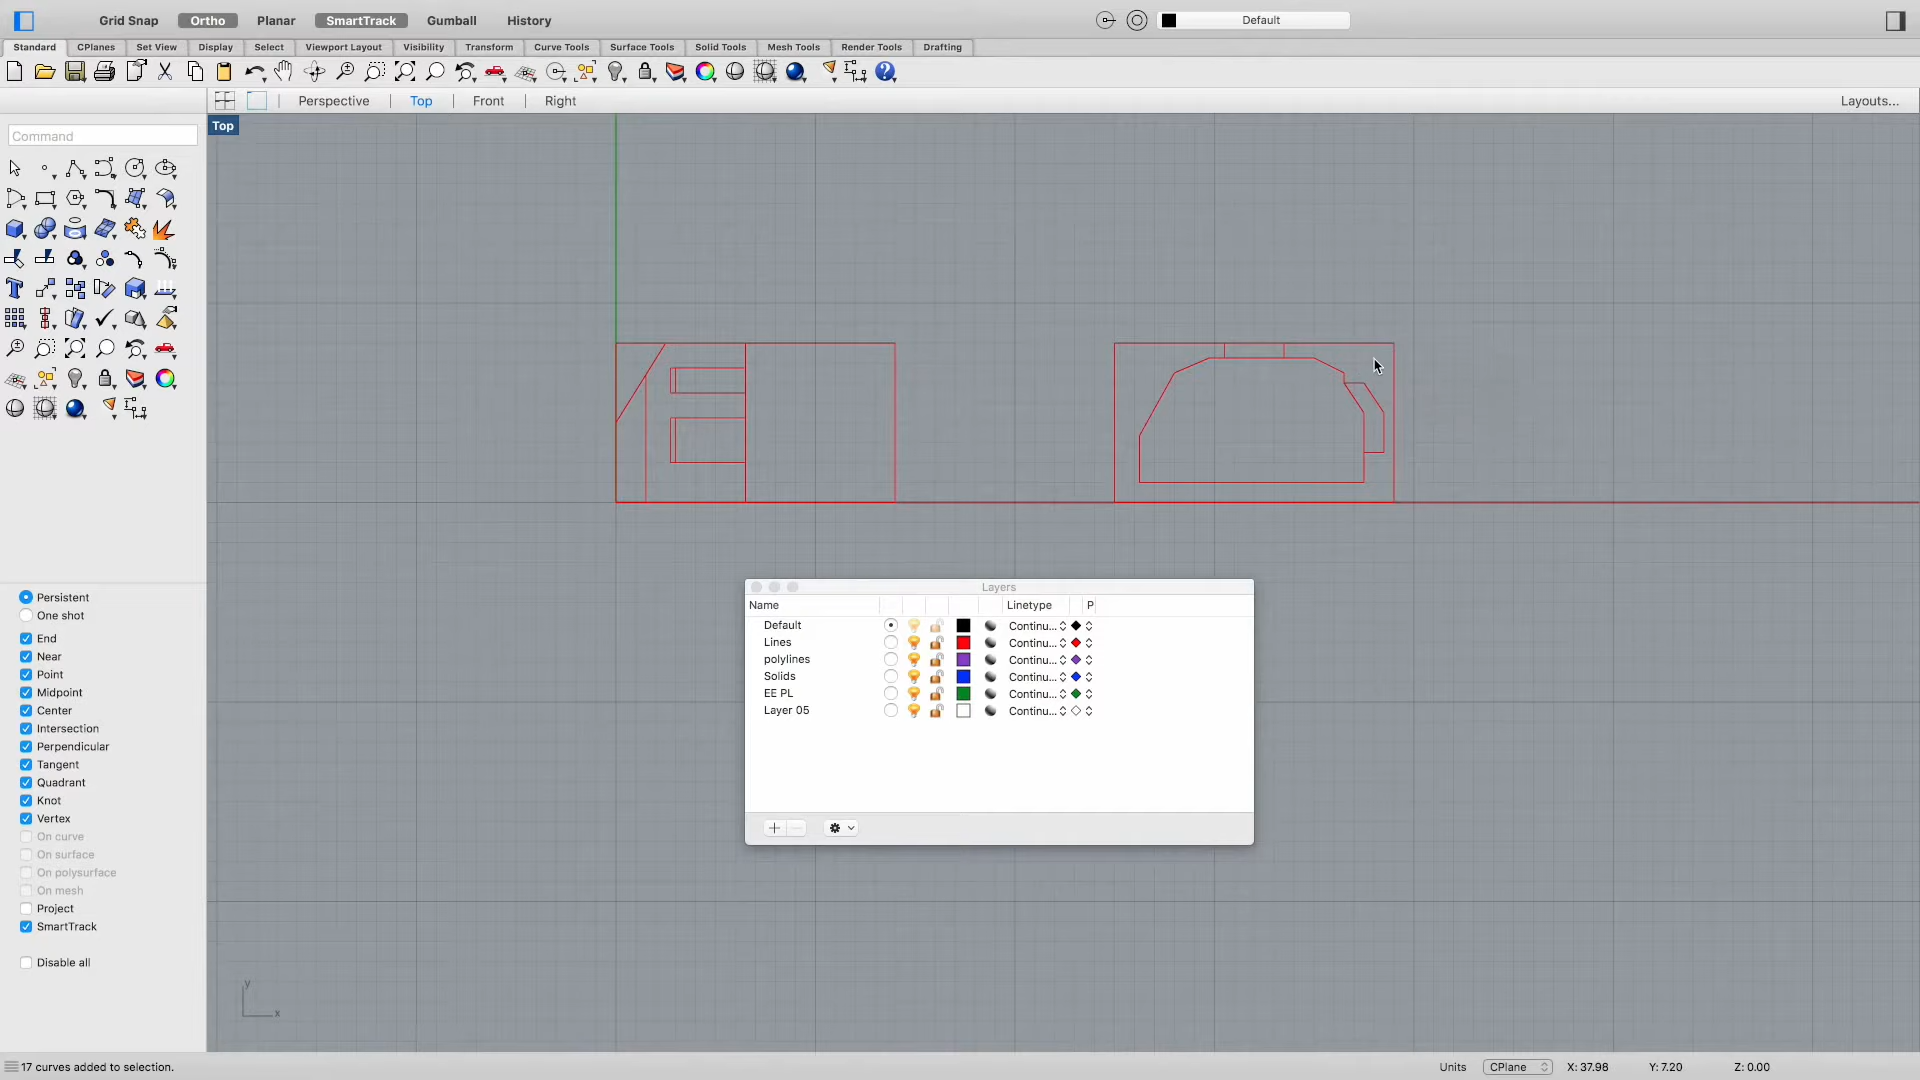 Grid Snap Ortho Planar SmartTrack Gumball History Default
Standard CPlanes Set View Display Select Viewport Layout Visibility Transform Curve Tools Surface Tools Solid Tools Mesh Tools Render Tools Drafting
Perspective Top Front Right Layouts...
Top
Command
Persistent
One shot
End
Near
Point
Midpoint
Center
Intersection
Perpendicular
Tangent
Quadrant
Knot
Vertex
On curve
On surface
On polysurface
On mesh
Project
SmartTrack
Disable all
Layers
Name Linetype P
Default Continu...
Lines Continu...
polylines Continu...
Solids Continu...
EE PL Continu...
Layer 05 Continu...
y
x
17 curves added to selection. Units CPlane X: 37.98 Y: 7.20 Z: 0.00